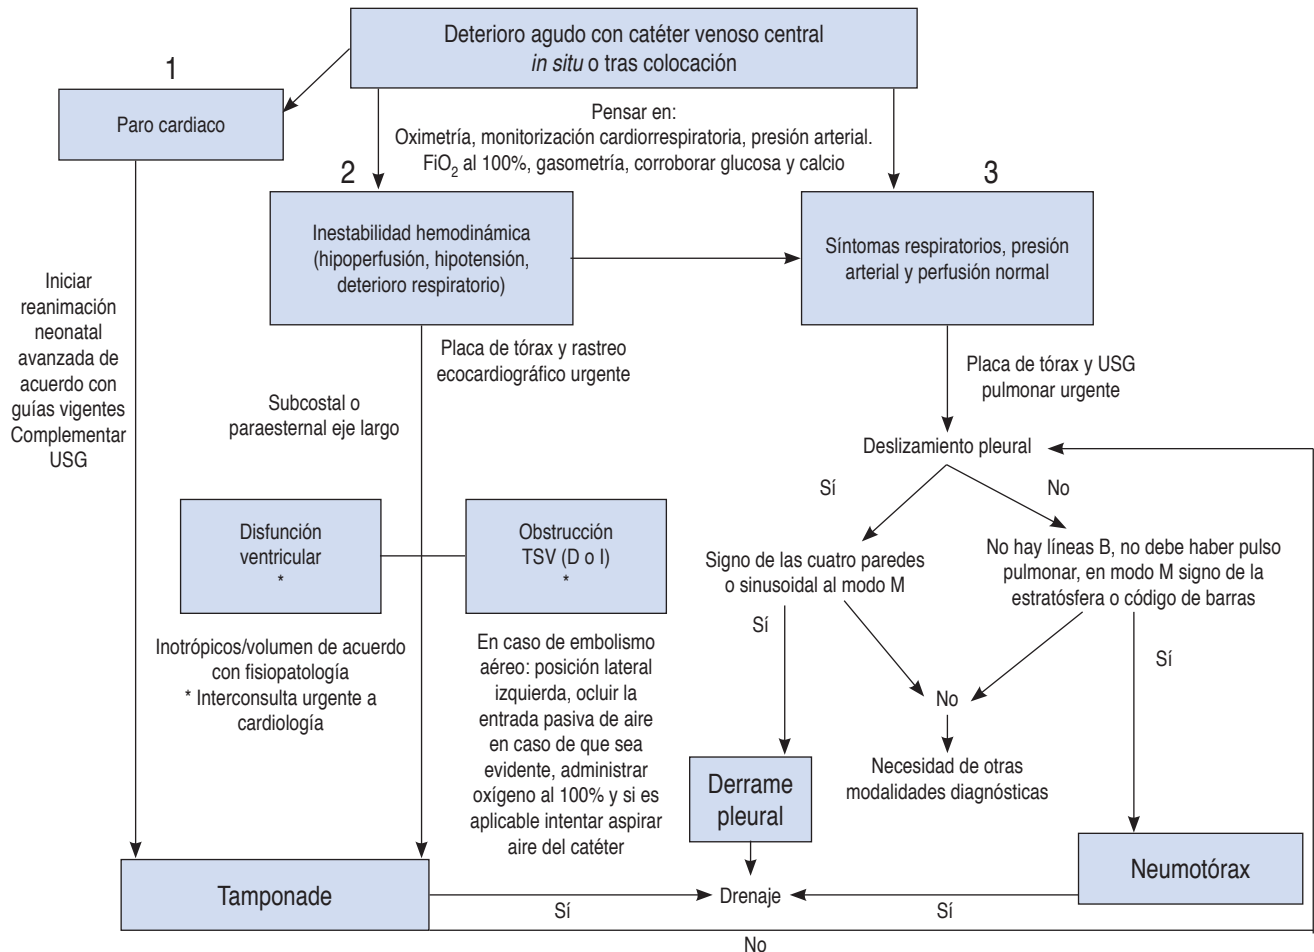 Deterioro agudo con catéter venoso central
in situ o tras colocación
1
Paro cardiaco
Pensar en:
Oximetría, monitorización cardiorrespiratoria, presión arterial.
FiO2 al 100%, gasometría, corroborar glucosa y calcio
2
3
Inestabilidad hemodinámica
(hipoperfusión, hipotensión,
deterioro respiratorio)
Síntomas respiratorios, presión
arterial y perfusión normal
Iniciar
reanimación
neonatal
avanzada de
acuerdo con
guías vigentes
Complementar
USG
Placa de tórax y rastreo
ecocardiográfico urgente
Subcostal o
paraesternal eje largo
Placa de tórax y USG
pulmonar urgente
Deslizamiento pleural
Sí
No
Disfunción
ventricular
*
Obstrucción
TSV (D o I)
*
Signo de las cuatro paredes
o sinusoidal al modo M
No hay líneas B, no debe haber pulso
pulmonar, en modo M signo de la
estratósfera o código de barras
Sí
Sí
Inotrópicos/volumen de acuerdo
con fisiopatología
* Interconsulta urgente a
cardiología
En caso de embolismo
aéreo: posición lateral
izquierda, ocluir la
entrada pasiva de aire
en caso de que sea
evidente, administrar
oxígeno al 100% y si es
aplicable intentar aspirar
aire del catéter
No
Necesidad de otras
modalidades diagnósticas
Derrame
pleural
Tamponade
Sí
Drenaje
Sí
Neumotórax
No